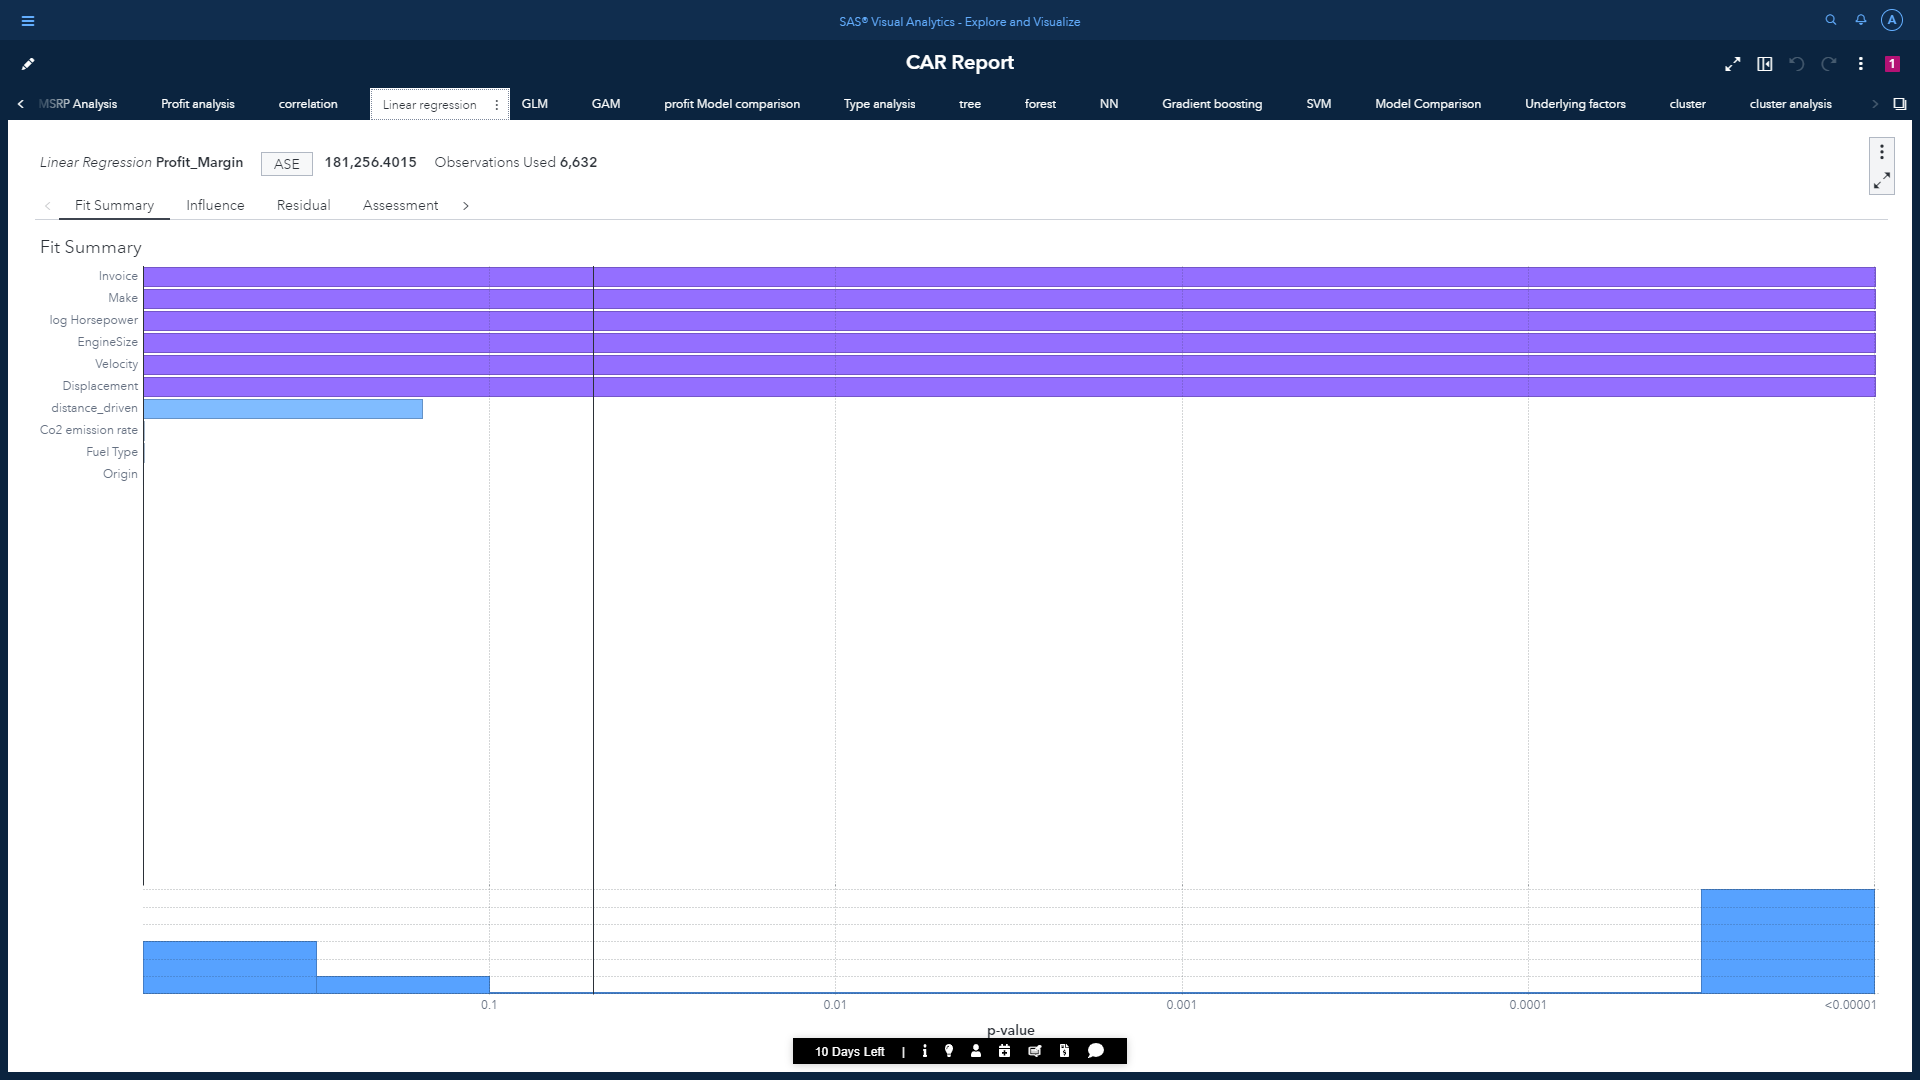 SAS® Visual Analytics - Explore and Visualize
A
CAR Report
1
MSRP Analysis Profit analysis correlation Linear regression GLM GAM profit Model comparison Type analysis tree forest NN Gradient boosting SVM Model Comparison Underlying factors cluster cluster analysis
Linear Regression Profit_Margin ASE 181,256.4015 Observations Used 6,632
Fit Summary Influence Residual Assessment
Fit Summary
Invoice
Make
log Horsepower
EngineSize
Velocity
Displacement
distance_driven
Co2 emission rate
Fuel Type
Origin
0.1 0.01 0.001 0.0001 <0.00001
p-value
10 Days Left |